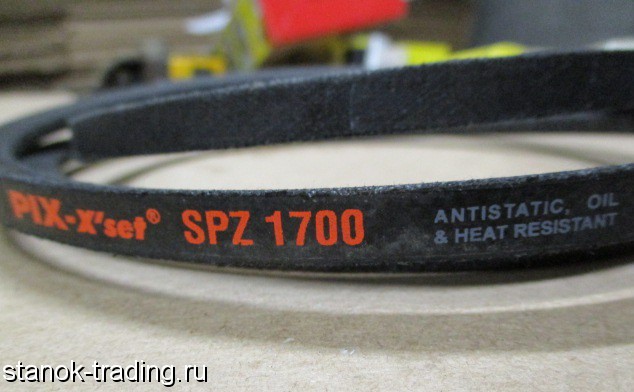 PIX-X'set® SPZ 1700
ANTISTATIC, OIL
& HEAT RESISTANT
stanok-trading.ru